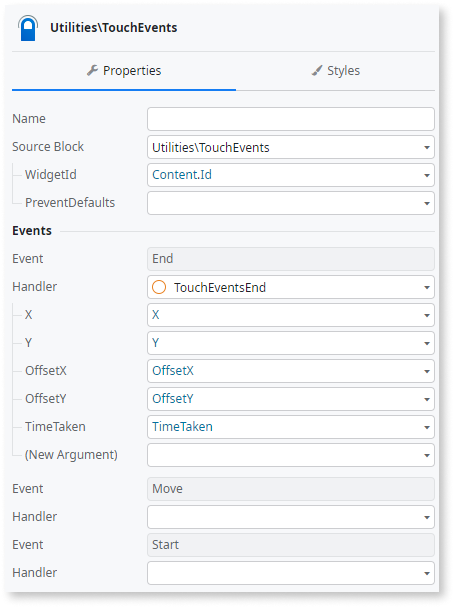 Utilities\TouchEvents
Properties Styles
Name
Source Block Utilities\TouchEvents
WidgetId Content.Id
PreventDefaults
Events
Event End
Handler TouchEventsEnd
X X
Y Y
OffsetX OffsetX
OffsetY OffsetY
TimeTaken TimeTaken
(New Argument)
Event Move
Handler
Event Start
Handler